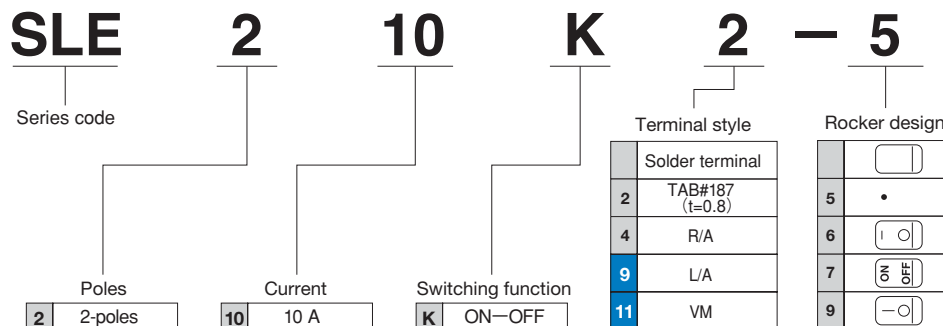 SLE 2 10 K 2 — 5
Series code
Terminal style
Rocker design
Solder terminal
2 TAB#187
(t=0.8)
5 •
4 R/A
6 — O
9 L/A
7 ON OFF
11 VM
9 — O
Poles
2 2-poles
Current
10 10 A
Switching function
K ON—OFF